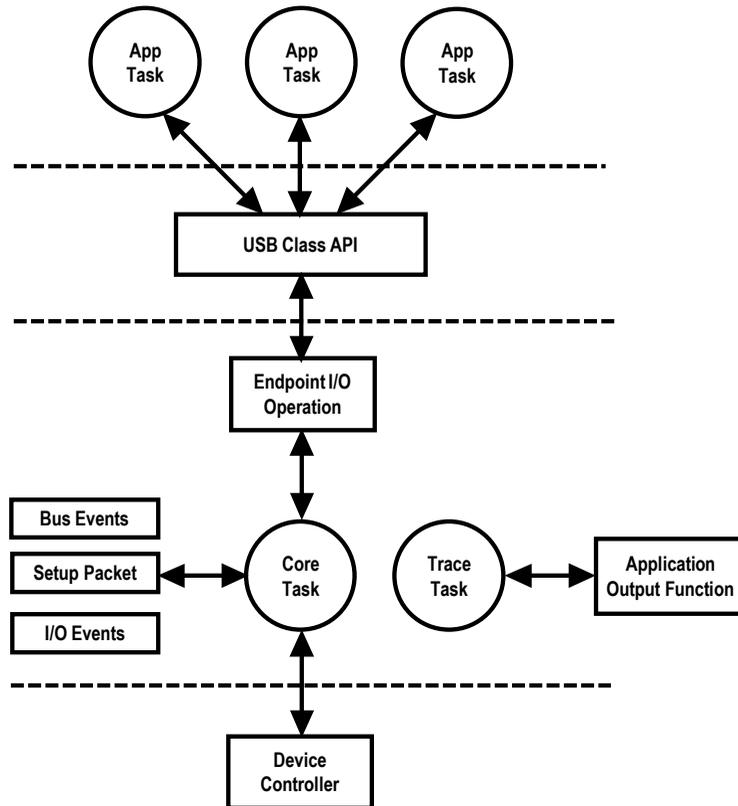 App
Task
App
Task
App
Task
USB Class API
Endpoint I/O
Operation
Bus Events
Setup Packet
I/O Events
Core
Task
Trace
Task
Application
Output Function
Device
Controller